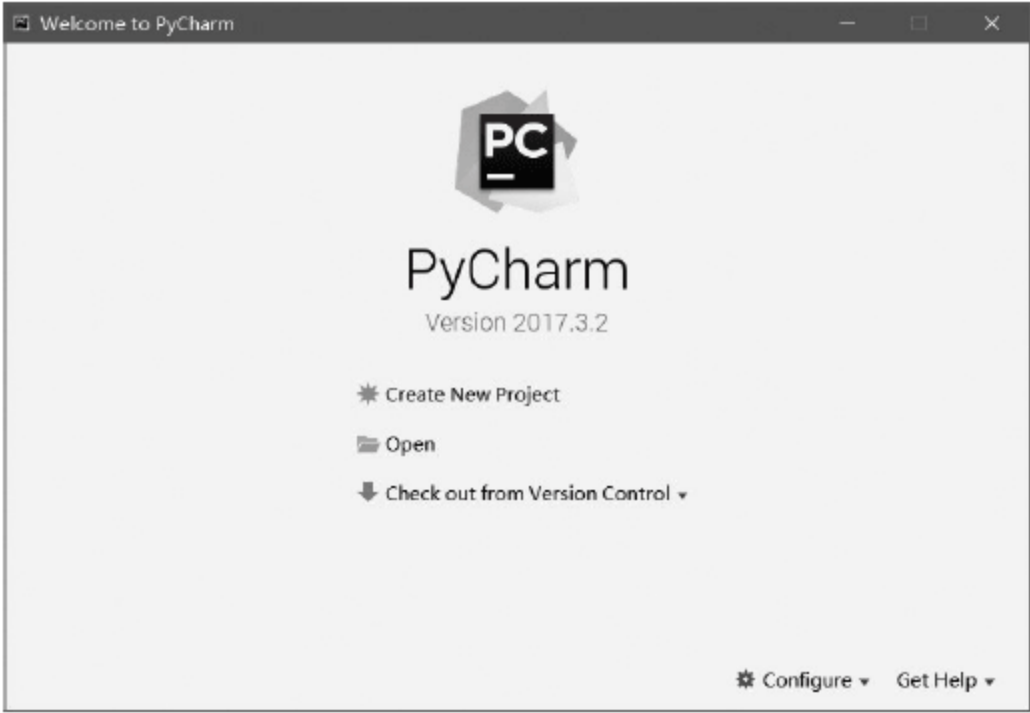 Welcome to PyCharm
PC
PyCharm
Version 2017.3.2
Create New Project
Open
Check out from Version Control
Configure
Get Help